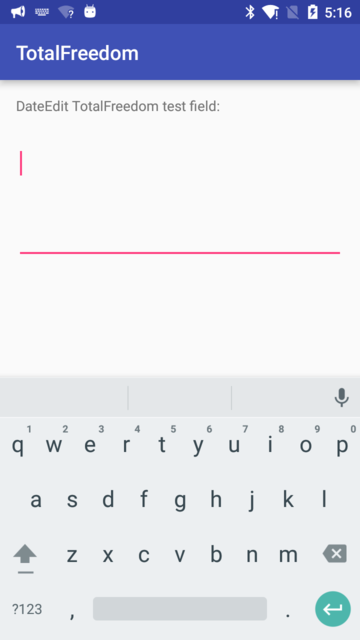 5:16
TotalFreedom
DateEdit TotalFreedom test field:
1 2 3 4 5 6 7 8 9 0
q w e r t y u i o p
a s d f g h j k l
z x c v b n m
?123 , .